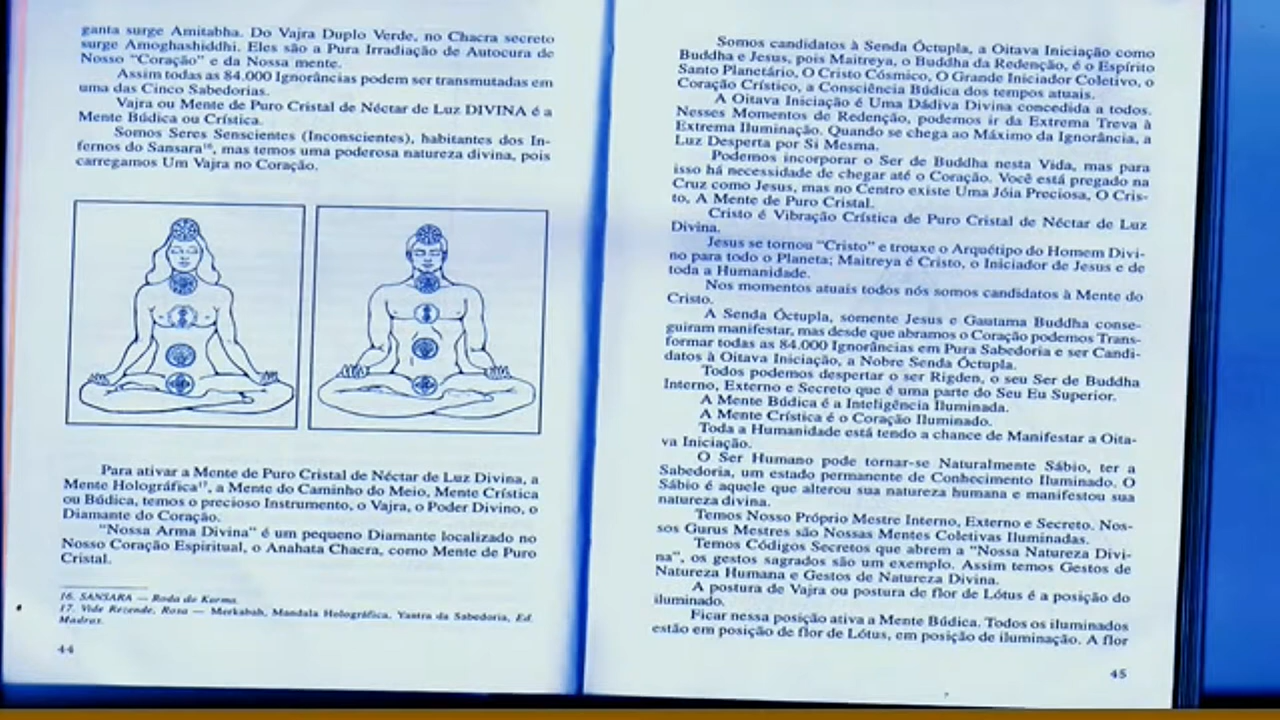 ganta surge Amitabha. Do Vajra Duplo Verde, no Chacra secreto
surge Amoghashiddhi. Eles são a Pura Irradiação de Autocura de
Nosso "Coração" e da Nossa mente.
Assim todas as 84.000 Ignorâncias podem ser transmutadas em
uma das Cinco Sabedorias.
Vajra ou Mente de Puro Cristal de Néctar de Luz DIVINA é a
Mente Búdica ou Crística.
Somos Seres Senscientes (Inconscientes), habitantes dos In-
fernos do Sansara¹⁶, mas temos uma poderosa natureza divina, pois
carregamos Um Vajra no Coração.
Para ativar a Mente de Puro Cristal de Néctar de Luz Divina, a
Mente Holográfica¹⁷, a Mente do Caminho do Meio, Mente Crística
ou Búdica, temos o precioso Instrumento, o Vajra, o Poder Divino, o
Diamante do Coração.
"Nossa Arma Divina" é um pequeno Diamante localizado no
Nosso Coração Espiritual, o Anahata Chacra, como Mente de Puro
Cristal.
16. SANSARA — Roda do Karma.
17. Vide Rezende, Rosa — Merkabah, Mandala Holográfica, Yantra da Sabedoria, Ed.
Madras.
44
Somos candidatos à Senda Óctupla, a Oitava Iniciação como
Buddha e Jesus, pois Maitreya, o Buddha da Redenção, é o Espírito
Santo Planetário, O Cristo Cósmico, O Grande Iniciador Coletivo, o
Coração Crístico, a Consciência Búdica dos tempos atuais.
A Oitava Iniciação é Uma Dádiva Divina concedida a todos.
Nesses Momentos de Redenção, podemos ir da Extrema Treva à
Extrema Iluminação. Quando se chega ao Máximo da Ignorância, a
Luz Desperta por Si Mesma.
Podemos incorporar o Ser de Buddha nesta Vida, mas para
isso há necessidade de chegar até o Coração. Você está pregado na
Cruz como Jesus, mas no Centro existe Uma Jóia Preciosa, O Cris-
to, A Mente de Puro Cristal.
Cristo é Vibração Crística de Puro Cristal de Néctar de Luz
Divina.
Jesus se tornou "Cristo" e trouxe o Arquétipo do Homem Divi-
no para todo o Planeta; Maitreya é Cristo, o Iniciador de Jesus e de
toda a Humanidade.
Nos momentos atuais todos nós somos candidatos à Mente do
Cristo.
A Senda Óctupla, somente Jesus e Gautama Buddha conse-
guiram manifestar, mas desde que abramos o Coração podemos Trans-
formar todas as 84.000 Ignorâncias em Pura Sabedoria e ser Candi-
datos à Oitava Iniciação, a Nobre Senda Óctupla.
Todos podemos despertar o ser Rigden, o seu Ser de Buddha
Interno, Externo e Secreto que é uma parte do Seu Eu Superior.
A Mente Búdica é a Inteligência Iluminada.
A Mente Crística é o Coração Iluminado.
Toda a Humanidade está tendo a chance de Manifestar a Oita-
va Iniciação.
O Ser Humano pode tornar-se Naturalmente Sábio, ter a
Sabedoria, um estado permanente de Conhecimento Iluminado. O
Sábio é aquele que alterou sua natureza humana e manifestou sua
natureza divina.
Temos Nosso Próprio Mestre Interno, Externo e Secreto. Nos-
sos Gurus Mestres são Nossas Mentes Coletivas Iluminadas.
Temos Códigos Secretos que abrem a "Nossa Natureza Divi-
na", os gestos sagrados são um exemplo. Assim temos Gestos de
Natureza Humana e Gestos de Natureza Divina.
A postura de Vajra ou postura de flor de Lótus é a posição do
iluminado.
Ficar nessa posição ativa a Mente Búdica. Todos os iluminados
estão em posição de flor de Lótus, em posição de iluminação. A flor
45